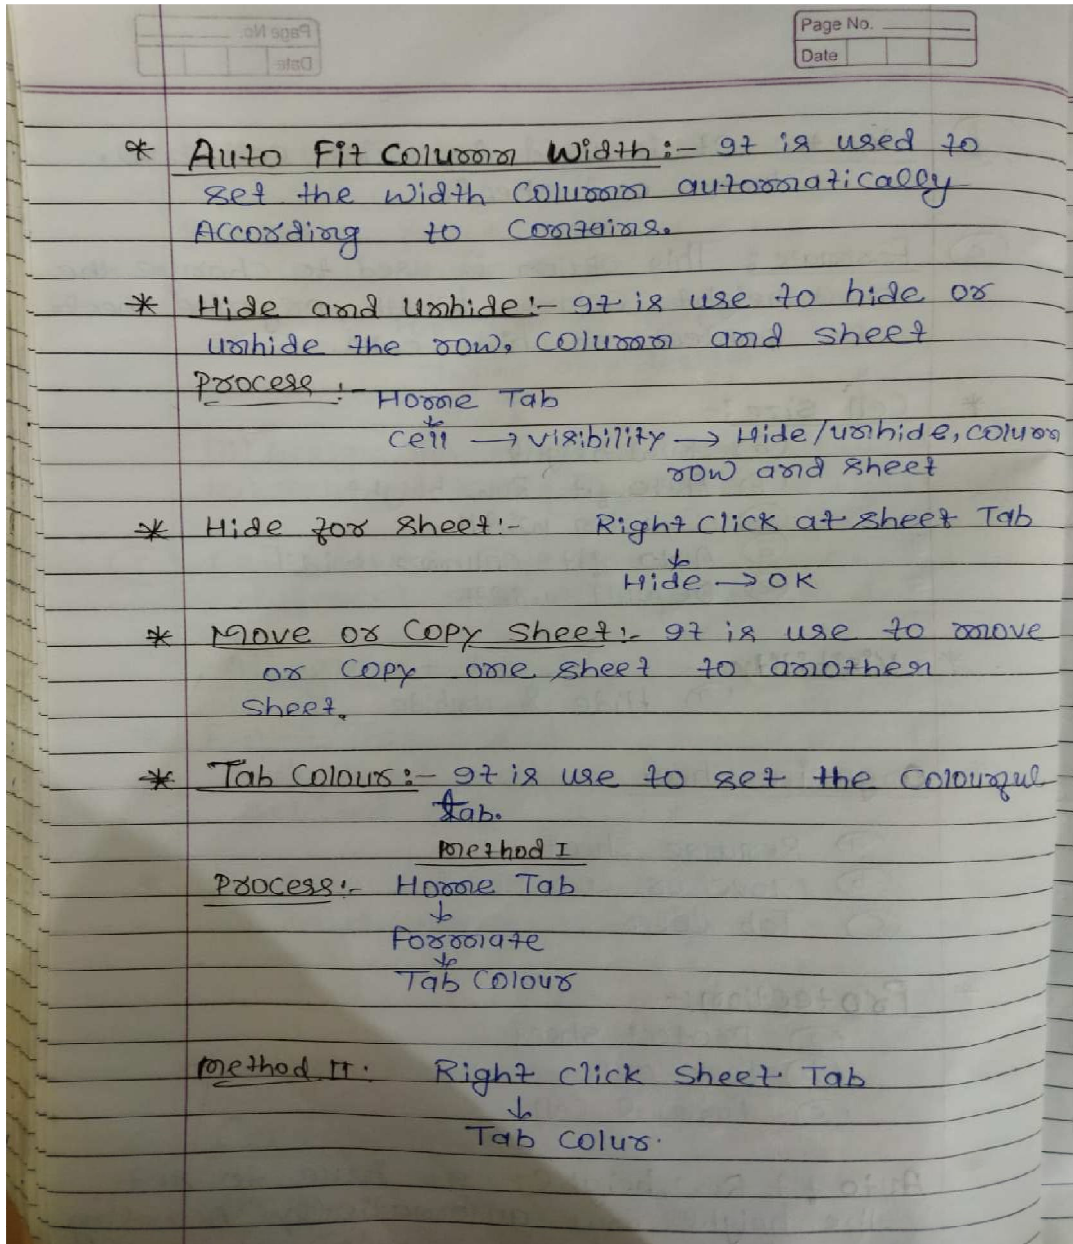 Page No.
Date
* Auto Fit Column Width :- It is used to
set the width column automatically
According to Contains.
* Hide and Unhide :- It is use to hide or
unhide the row, column and sheet
Process :- Home Tab
↓
Cell → visibility → Hide/unhide, colum
row and sheet
* Hide for sheet :- Right click at sheet Tab
↓
Hide → OK
* Move or Copy Sheet :- It is use to move
or copy one sheet to another
sheet.
* Tab Colour :- It is use to set the Colourful
tab.
Method I
Process :- Home Tab
↓
Formate
↓
Tab Colour
Method II. Right click Sheet Tab
↓
Tab Colur.